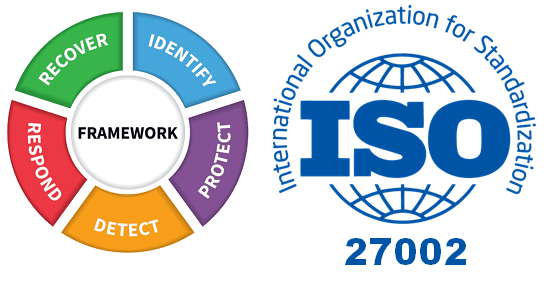 RECOVER
IDENTIFY
PROTECT
DETECT
RESPOND
FRAMEWORK
International Organization for Standardization
ISO
27002